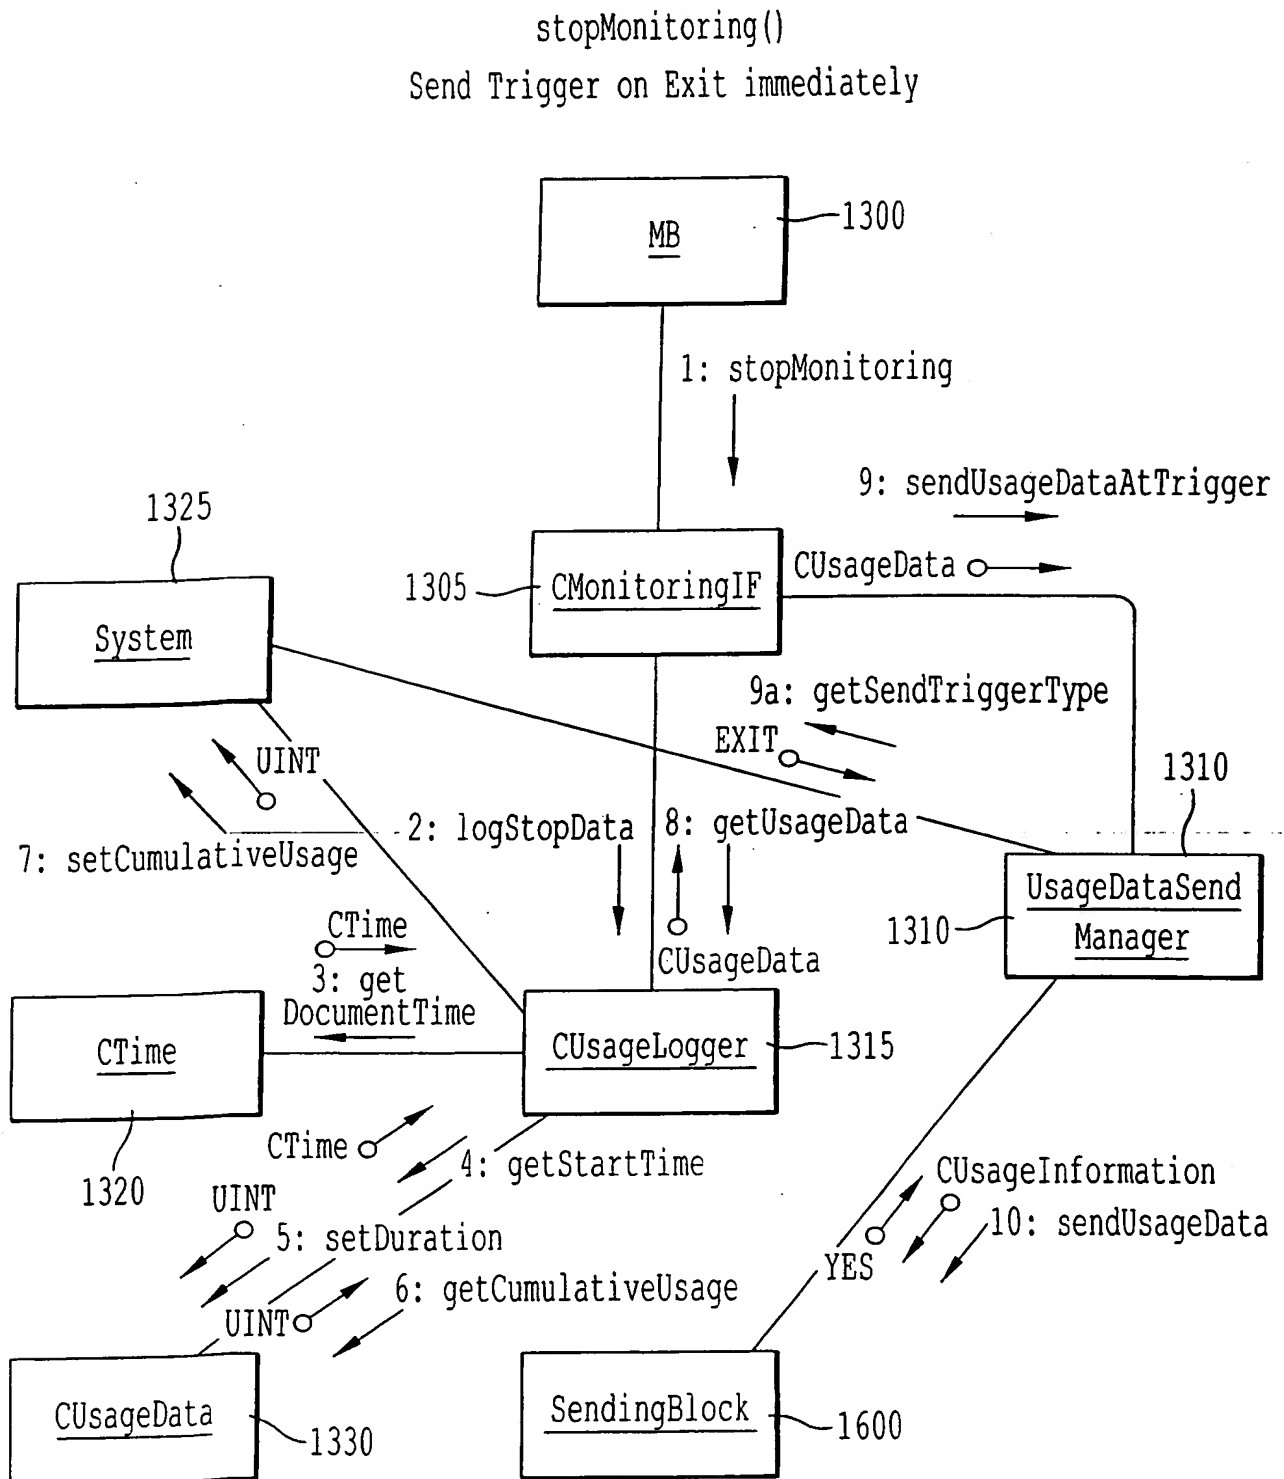 stopMonitoring()
Send Trigger on Exit immediately
MB
1300
1: stopMonitoring
9: sendUsageDataAtTrigger
CUsageData
1325
System
1305
CMonitoringIF
9a: getSendTriggerType
EXIT
UINT
1310
2: logStopData
8: getUsageData
7: setCumulativeUsage
UsageDataSend
Manager
1310
CTime
3: get
DocumentTime
CUsageData
CTime
CUsageLogger
1315
1320
CTime
4: getStartTime
UINT
5: setDuration
CUsageInformation
10: sendUsageData
YES
6: getCumulativeUsage
UINT
CUsageData
1330
SendingBlock
1600